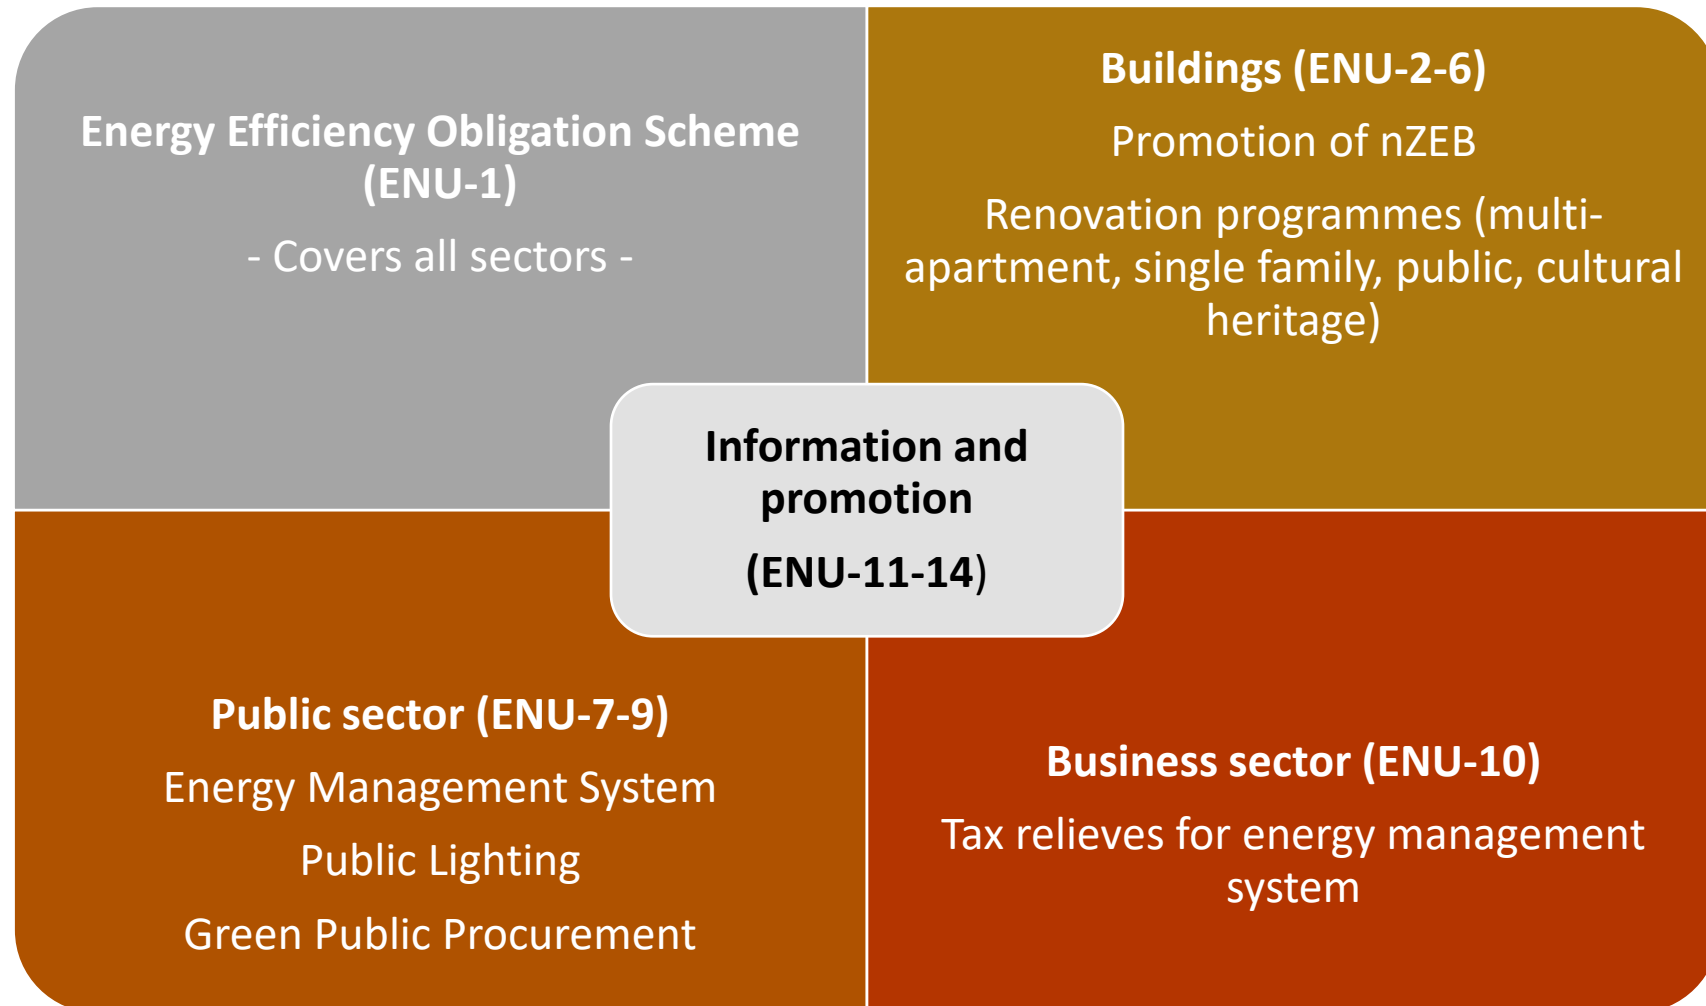 Energy Efficiency Obligation Scheme
(ENU-1)
- Covers all sectors -
Buildings (ENU-2-6)
Promotion of nZEB
Renovation programmes (multi-
apartment, single family, public, cultural
heritage)
Information and
promotion
(ENU-11-14)
Public sector (ENU-7-9)
Energy Management System
Public Lighting
Green Public Procurement
Business sector (ENU-10)
Tax relieves for energy management
system